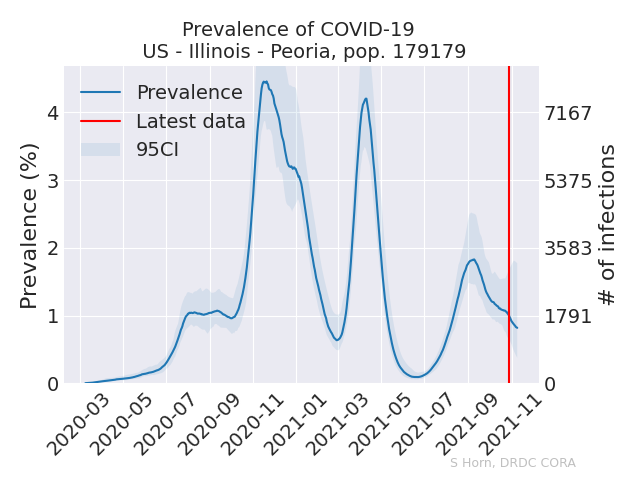 Prevalence of COVID-19
US - Illinois - Peoria, pop. 179179
Prevalence
Latest data
95CI
Prevalence (%)
4
3
2
1
0
7167
5375
3583
1791
0
# of infections
2020-03
2020-05
2020-07
2020-09
2020-11
2021-01
2021-03
2021-05
2021-07
2021-09
2021-11
S Horn, DRDC CORA